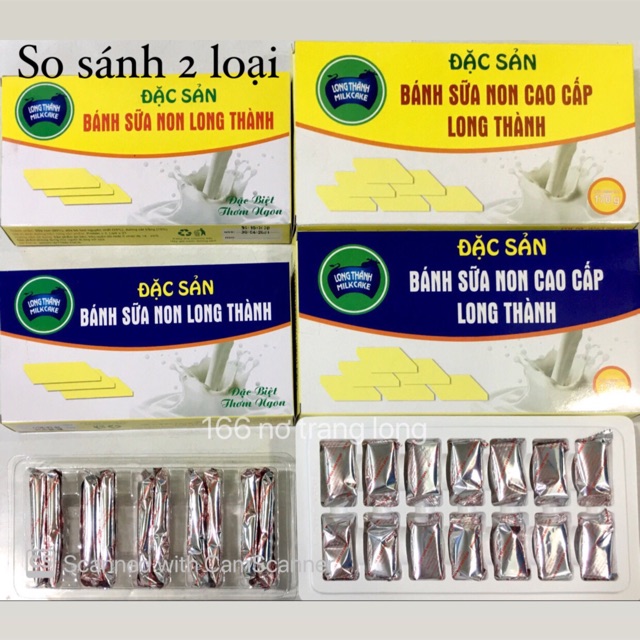 So sánh 2 loại
LONG THÀNH
MILKCAKE
ĐẶC SẢN
BÁNH SỮA NON LONG THÀNH
Đặc Biệt
Thơm Ngon
LONG THÀNH
MILKCAKE
ĐẶC SẢN
BÁNH SỮA NON CAO CẤP
LONG THÀNH
LONG THÀNH
MILKCAKE
ĐẶC SẢN
BÁNH SỮA NON LONG THÀNH
Đặc Biệt
Thơm Ngon
LONG THÀNH
MILKCAKE
ĐẶC SẢN
BÁNH SỮA NON CAO CẤP
LONG THÀNH
166 nơ trang long
CS Scanned with CamScanner